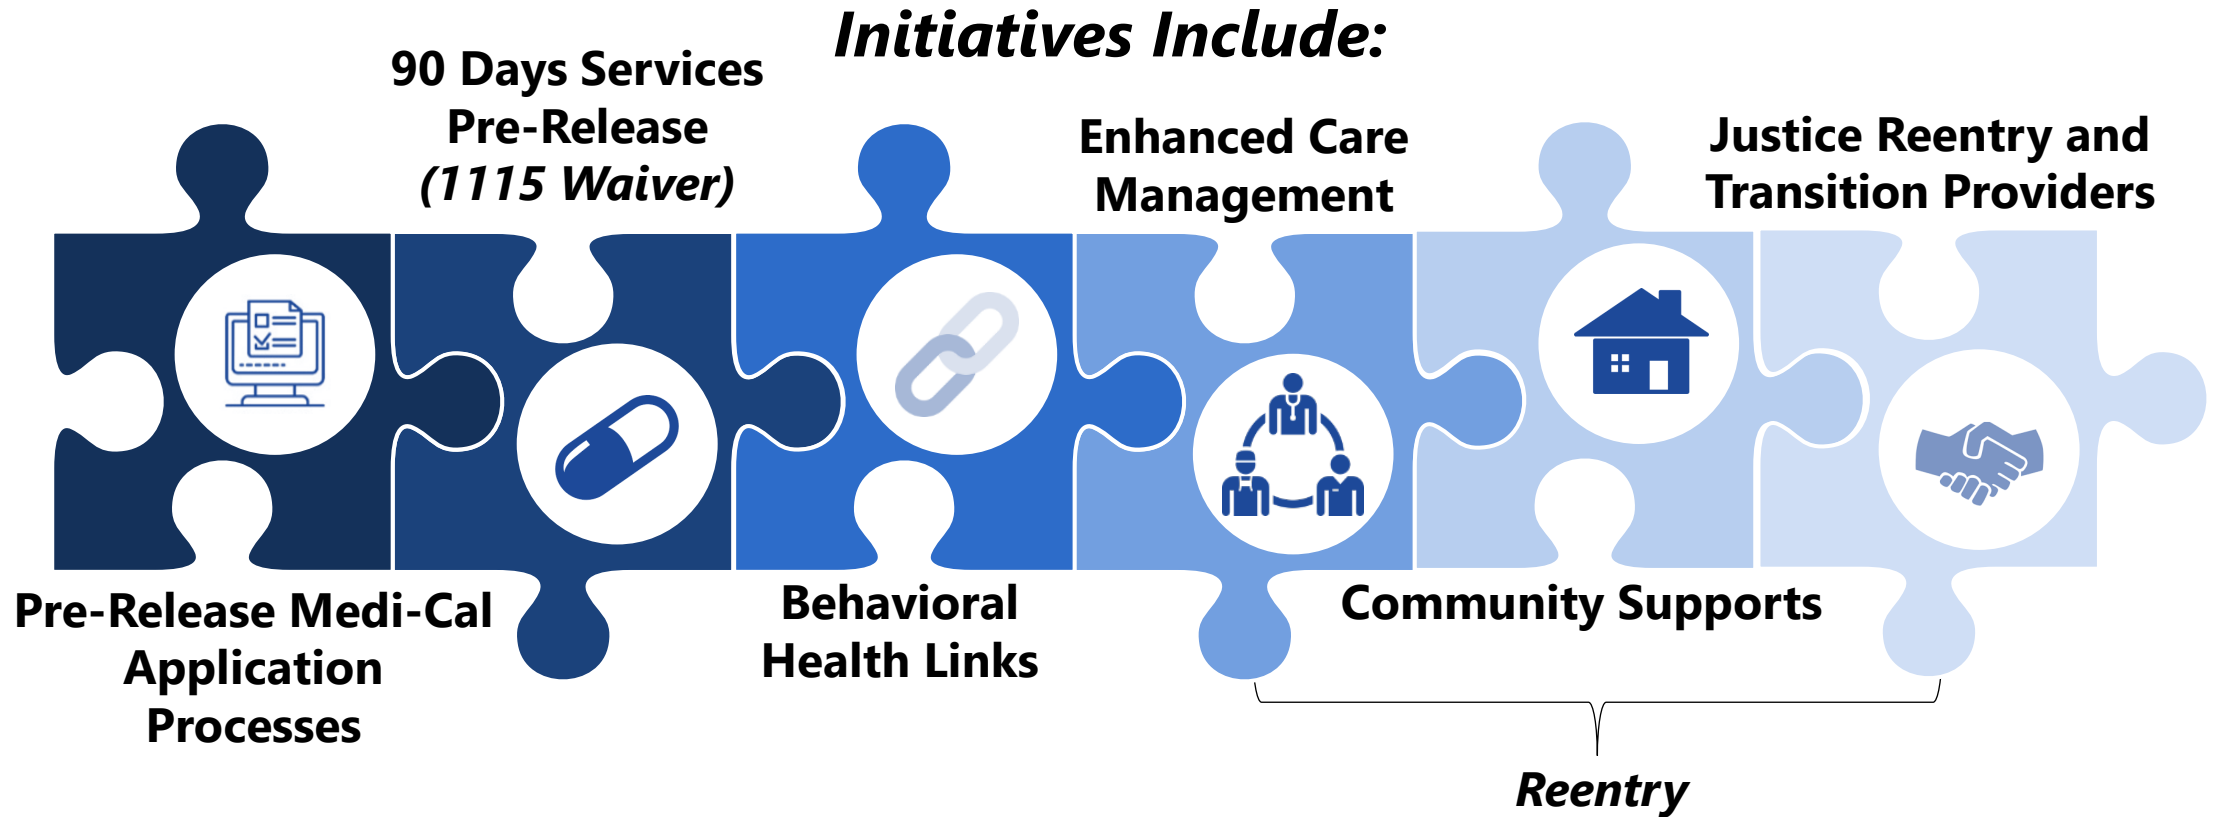 Initiatives Include:
Pre-Release Medi-Cal
Application
Processes
90 Days Services
Pre-Release
(1115 Waiver)
Behavioral
Health Links
Enhanced Care
Management
Community Supports
Justice Reentry and
Transition Providers
Reentry